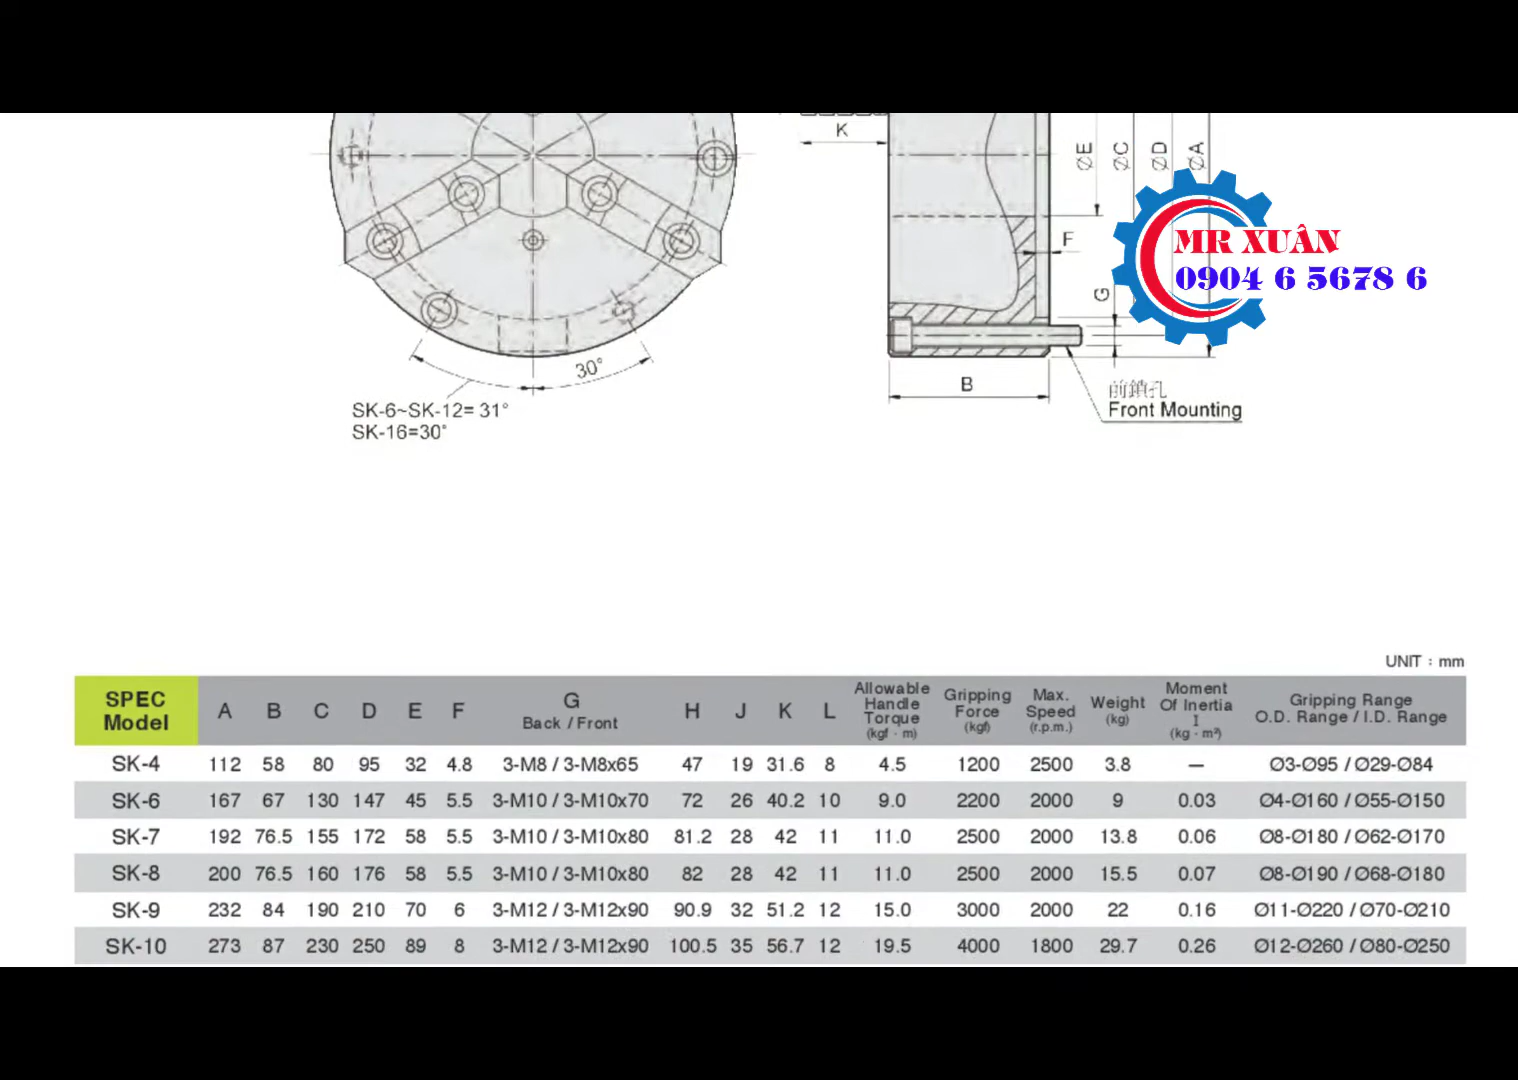 K
ØE
ØC
ØD
ØA
F
MR XUÂN
0904 6 5678 6
G
30°
B
SK-6~SK-12= 31°
SK-16=30°
前鎖孔
Front Mounting
UNIT : mm
SPEC Model A B C D E F G Back / Front H J K L Allowable Handle Torque (kgf · m) Gripping Force (kgf) Max. Speed (r.p.m.) Weight (kg) Moment Of Inertia I (kg · m²) Gripping Range O.D. Range / I.D. Range
SK-4 112 58 80 95 32 4.8 3-M8 / 3-M8x65 47 19 31.6 8 4.5 1200 2500 3.8 — Ø3-Ø95 / Ø29-Ø84
SK-6 167 67 130 147 45 5.5 3-M10 / 3-M10x70 72 26 40.2 10 9.0 2200 2000 9 0.03 Ø4-Ø160 / Ø55-Ø150
SK-7 192 76.5 155 172 58 5.5 3-M10 / 3-M10x80 81.2 28 42 11 11.0 2500 2000 13.8 0.06 Ø8-Ø180 / Ø62-Ø170
SK-8 200 76.5 160 176 58 5.5 3-M10 / 3-M10x80 82 28 42 11 11.0 2500 2000 15.5 0.07 Ø8-Ø190 / Ø68-Ø180
SK-9 232 84 190 210 70 6 3-M12 / 3-M12x90 90.9 32 51.2 12 15.0 3000 2000 22 0.16 Ø11-Ø220 / Ø70-Ø210
SK-10 273 87 230 250 89 8 3-M12 / 3-M12x90 100.5 35 56.7 12 19.5 4000 1800 29.7 0.26 Ø12-Ø260 / Ø80-Ø250